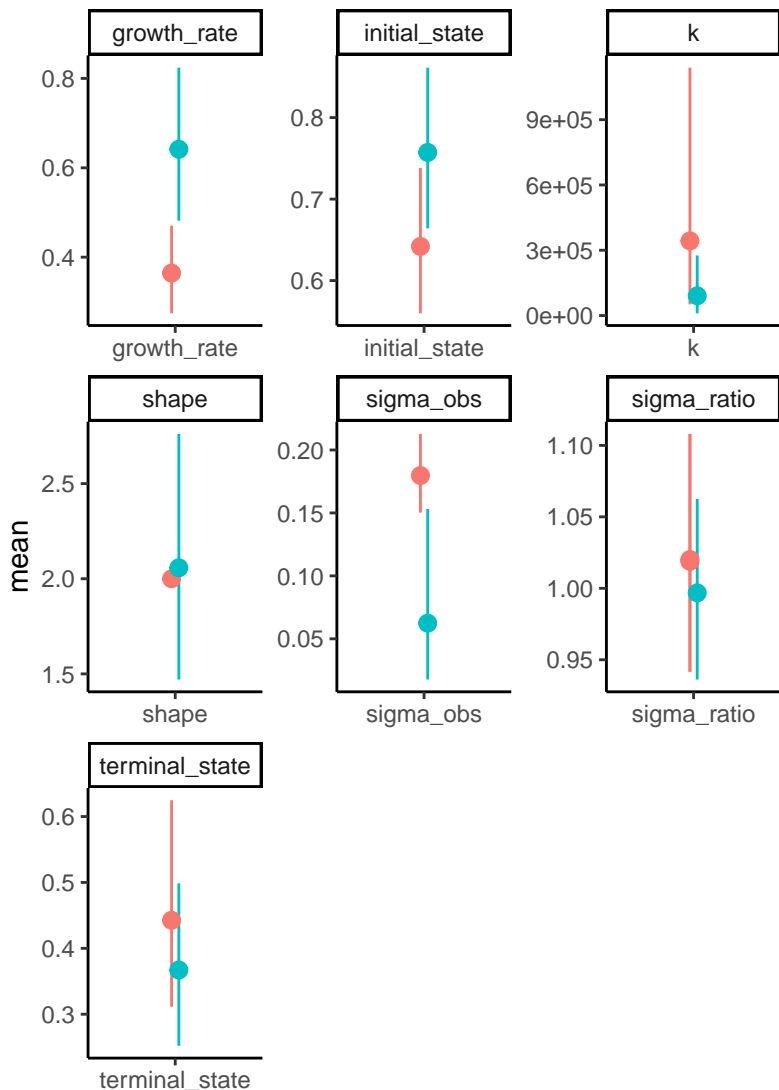 growth_rate
initial_state
k
0.8
0.6
0.4
0.8
0.7
0.6
9e+05
6e+05
3e+05
0e+00
growth_rate
initial_state
k
shape
sigma_obs
sigma_ratio
mean
2.5
2.0
1.5
0.20
0.15
0.10
0.05
1.10
1.05
1.00
0.95
shape
sigma_obs
sigma_ratio
terminal_state
0.6
0.5
0.4
0.3
terminal_state